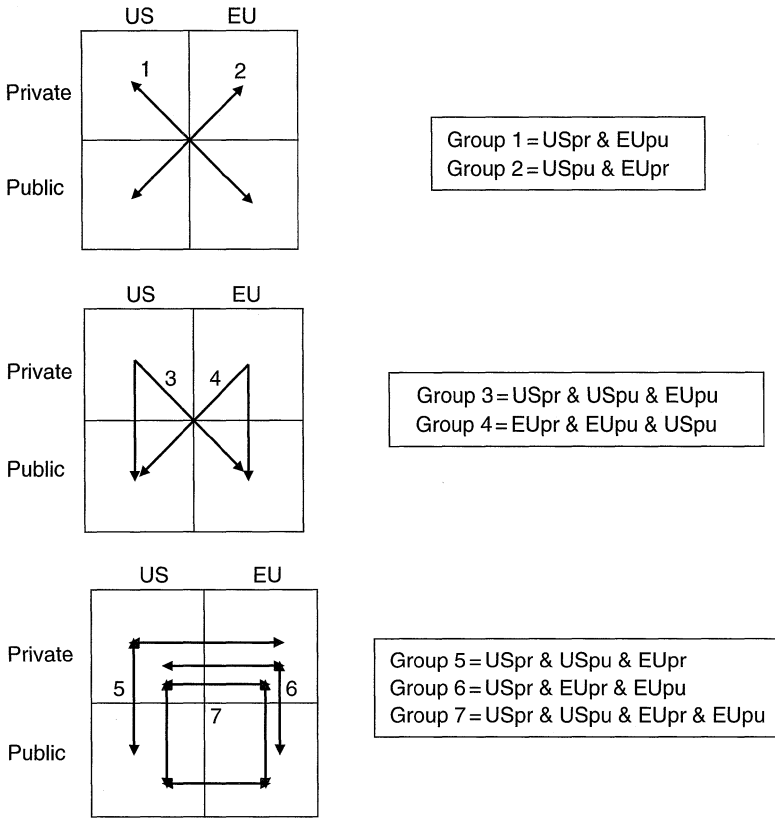 US EU
1 2
Private
Public
Group 1 = USpr & EUpu
Group 2 = USpu & EUpr
US EU
3 4
Private
Public
Group 3 = USpr & USpu & EUpu
Group 4 = EUpr & EUpu & USpu
US EU
Private
5 6
7
Public
Group 5 = USpr & USpu & EUpr
Group 6 = USpr & EUpr & EUpu
Group 7 = USpr & USpu & EUpr & EUpu